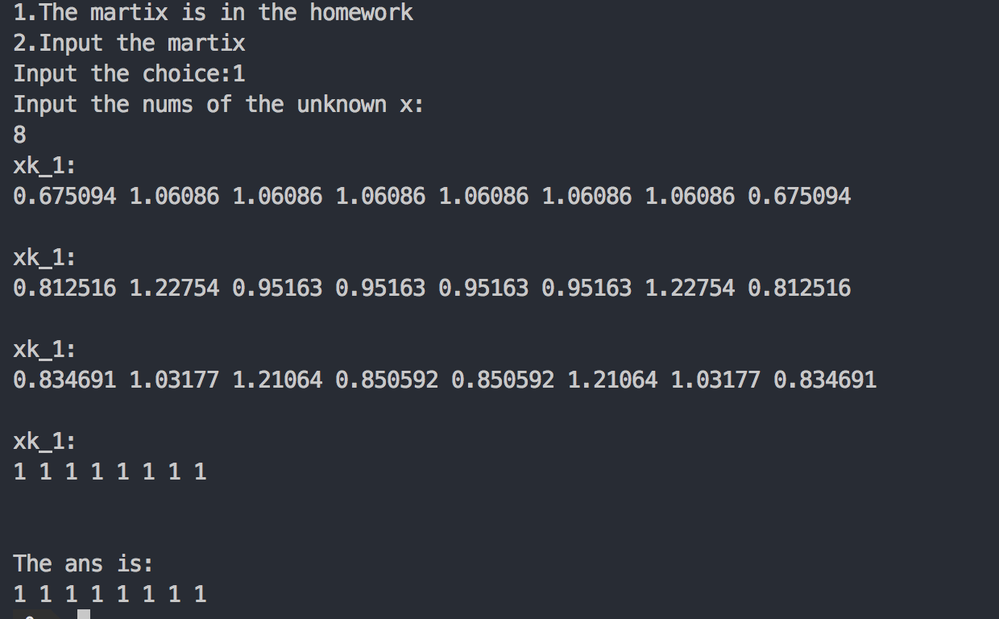 1.The martix is in the homework
2.Input the martix
Input the choice:1
Input the nums of the unknown x:
8
xk_1:
0.675094 1.06086 1.06086 1.06086 1.06086 1.06086 1.06086 0.675094
xk_1:
0.812516 1.22754 0.95163 0.95163 0.95163 0.95163 1.22754 0.812516
xk_1:
0.834691 1.03177 1.21064 0.850592 0.850592 1.21064 1.03177 0.834691
xk_1:
1 1 1 1 1 1 1 1
The ans is:
1 1 1 1 1 1 1 1